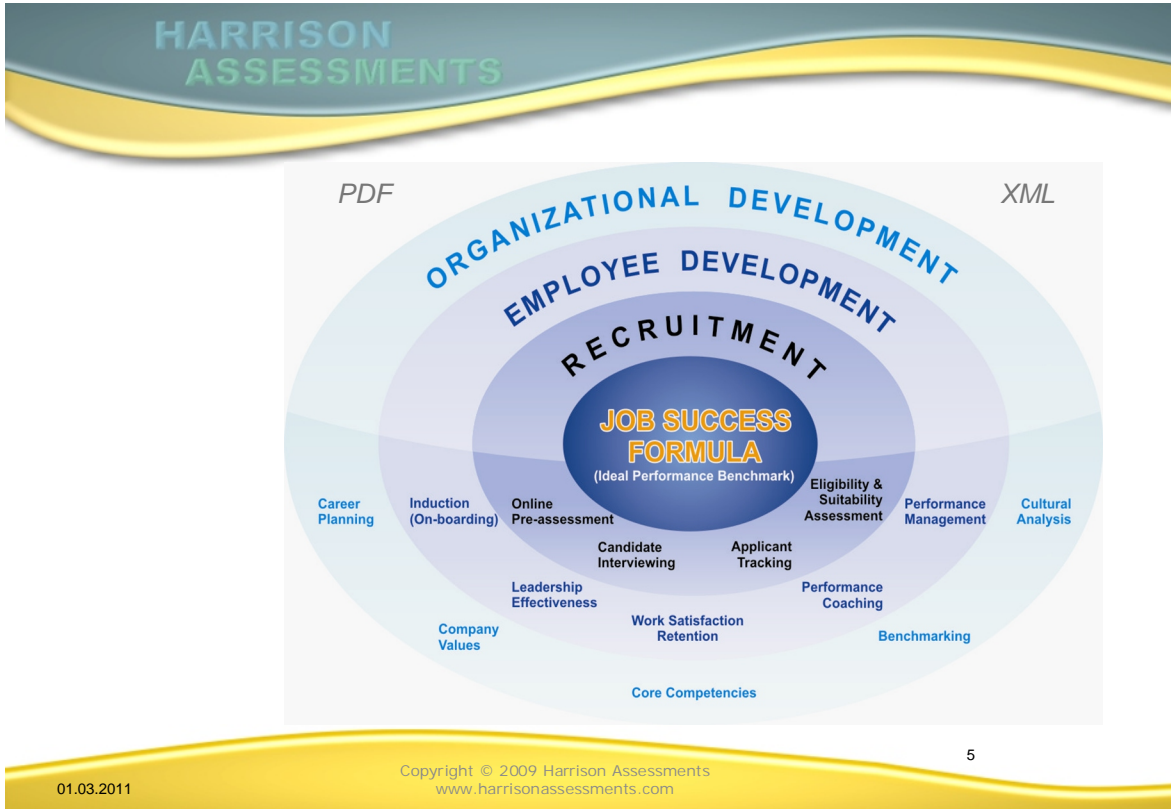 HARRISON
ASSESSMENTS
PDF
XML
ORGANIZATIONAL DEVELOPMENT
EMPLOYEE DEVELOPMENT
RECRUITMENT
JOB SUCCESS
FORMULA
(Ideal Performance Benchmark)
Career
Planning
Induction
(On-boarding)
Online
Pre-assessment
Eligibility &
Suitability
Assessment
Performance
Management
Cultural
Analysis
Candidate
Interviewing
Applicant
Tracking
Leadership
Effectiveness
Performance
Coaching
Company
Values
Work Satisfaction
Retention
Benchmarking
Core Competencies
5
01.03.2011
Copyright © 2009 Harrison Assessments
www.harrisonassessments.com